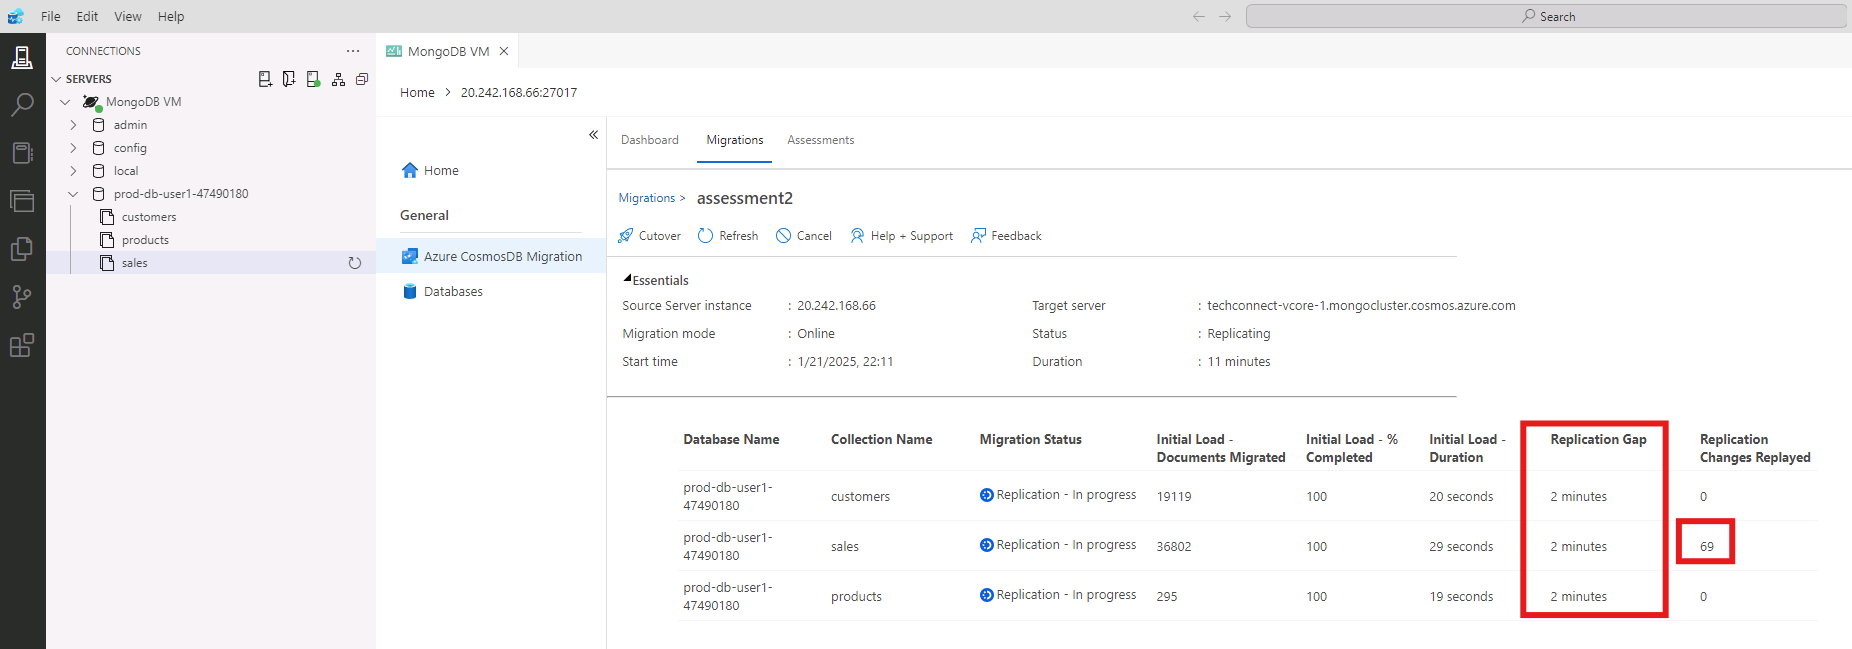 File Edit View Help
Search
CONNECTIONS
SERVERS
MongoDB VM
admin
config
local
prod-db-user1-47490180
customers
products
sales
MongoDB VM
Home > 20.242.168.66:27017
Home
General
Azure CosmosDB Migration
Databases
Dashboard Migrations Assessments
Migrations > assessment2
Cutover Refresh Cancel Help + Support Feedback
Essentials
Source Server instance : 20.242.168.66 Target server : techconnect-vcore-1.mongocluster.cosmos.azure.com
Migration mode : Online Status : Replicating
Start time : 1/21/2025, 22:11 Duration : 11 minutes
Database Name Collection Name Migration Status Initial Load - Documents Migrated Initial Load - % Completed Initial Load - Duration Replication Gap Replication Changes Replayed
prod-db-user1-47490180 customers Replication - In progress 19119 100 20 seconds 2 minutes 0
prod-db-user1-47490180 sales Replication - In progress 36802 100 29 seconds 2 minutes 69
prod-db-user1-47490180 products Replication - In progress 295 100 19 seconds 2 minutes 0